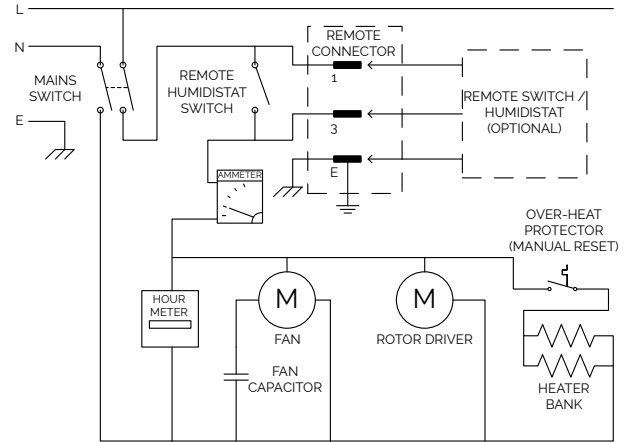 L
N
E
MAINS
SWITCH
REMOTE
HUMIDISTAT
SWITCH
REMOTE
CONNECTOR
1
3
E
REMOTE SWITCH /
HUMIDISTAT
(OPTIONAL)
AMMETER
OVER-HEAT
PROTECTOR
(MANUAL RESET)
HOUR
METER
M
FAN
FAN
CAPACITOR
M
ROTOR DRIVER
HEATER
BANK